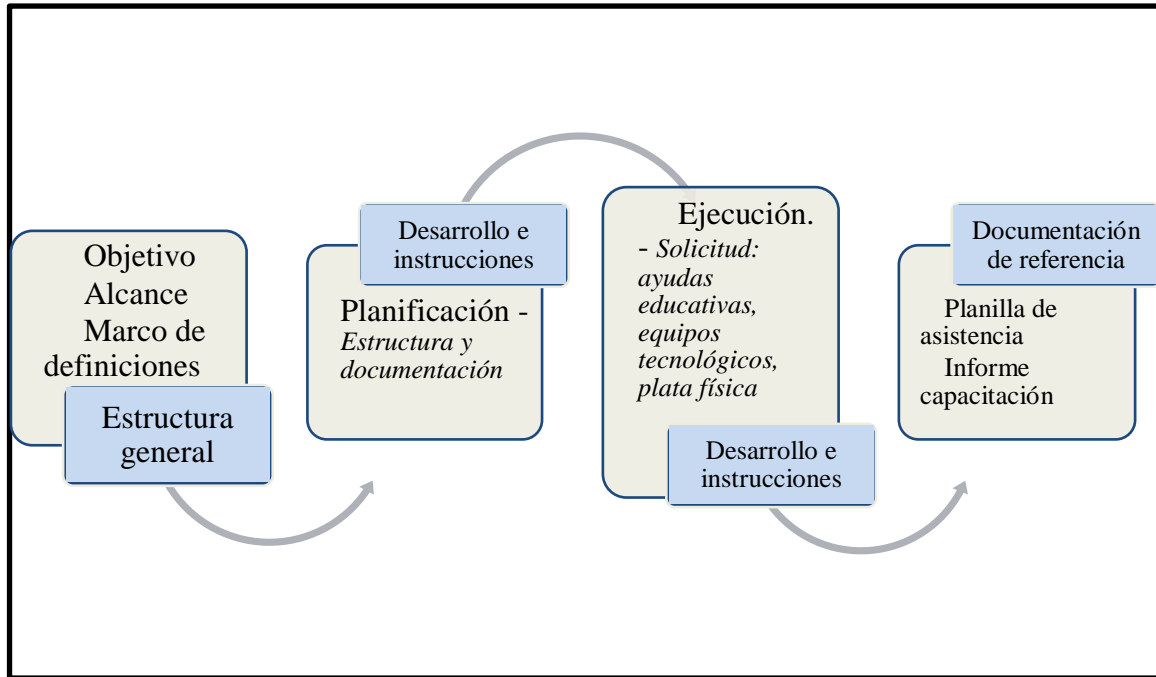 Objetivo
Alcance
Marco de
definiciones
Estructura
general
Desarrollo e
instrucciones
Planificación -
Estructura y
documentación
Ejecución.
- Solicitud:
ayudas
educativas,
equipos
tecnológicos,
plata física
Desarrollo e
instrucciones
Documentación
de referencia
Planilla de
asistencia
Informe
capacitación